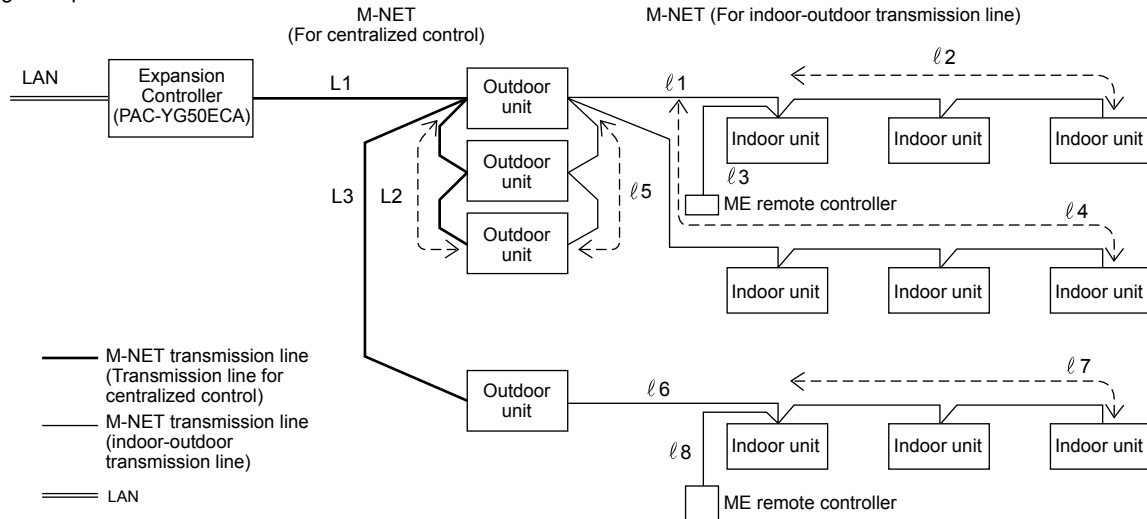 M-NET
(For centralized control)
M-NET (For indoor-outdoor transmission line)
LAN
Expansion
Controller
(PAC-YG50ECA)
L1
Outdoor
unit
ℓ1
ℓ2
Indoor unit
Indoor unit
Indoor unit
Outdoor
unit
L3
L2
ℓ5
ℓ3
ME remote controller
ℓ4
Outdoor
unit
Indoor unit
Indoor unit
Indoor unit
M-NET transmission line
(Transmission line for
centralized control)
M-NET transmission line
(indoor-outdoor
transmission line)
LAN
Outdoor
unit
ℓ6
ℓ7
Indoor unit
Indoor unit
Indoor unit
ℓ8
ME remote controller